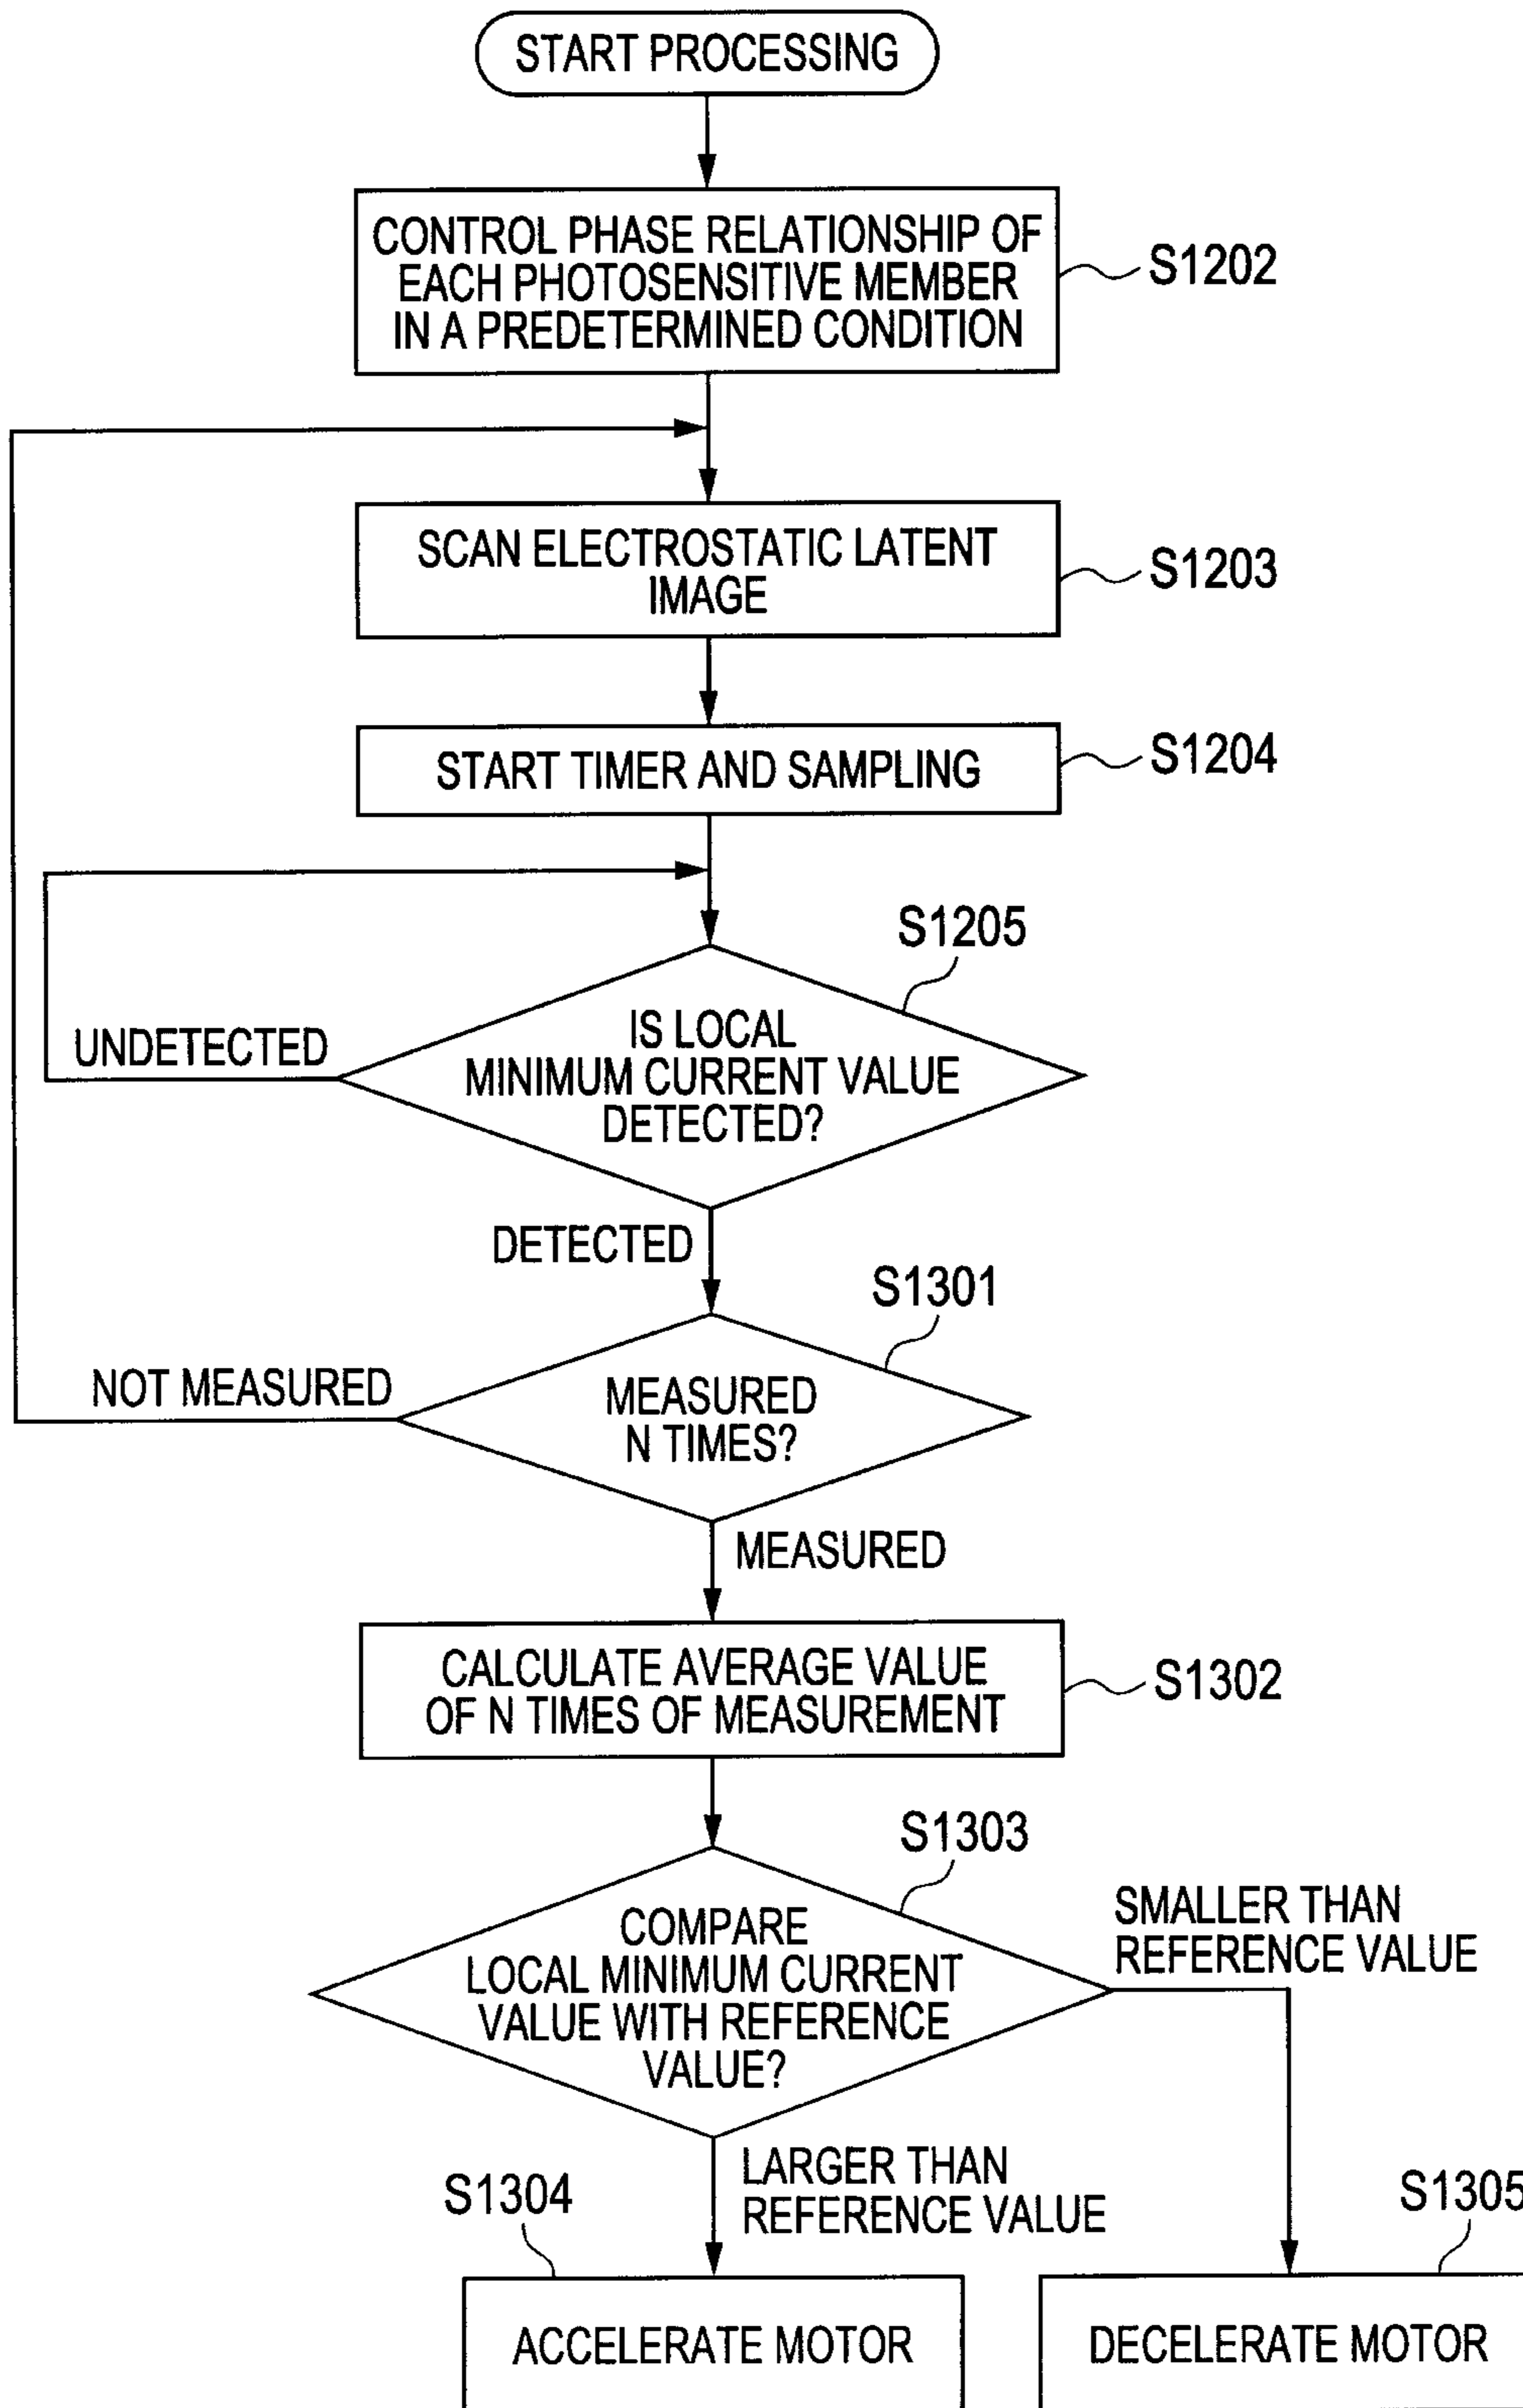 START PROCESSING
CONTROL PHASE RELATIONSHIP OF
EACH PHOTOSENSITIVE MEMBER
IN A PREDETERMINED CONDITION
S1202
SCAN ELECTROSTATIC LATENT
IMAGE
S1203
START TIMER AND SAMPLING
S1204
S1205
IS LOCAL
MINIMUM CURRENT VALUE
DETECTED?
UNDETECTED
DETECTED
S1301
MEASURED
N TIMES?
NOT MEASURED
MEASURED
CALCULATE AVERAGE VALUE
OF N TIMES OF MEASUREMENT
S1302
S1303
COMPARE
LOCAL MINIMUM CURRENT
VALUE WITH REFERENCE
VALUE?
SMALLER THAN
REFERENCE VALUE
LARGER THAN
REFERENCE VALUE
S1304
S1305
ACCELERATE MOTOR
DECELERATE MOTOR